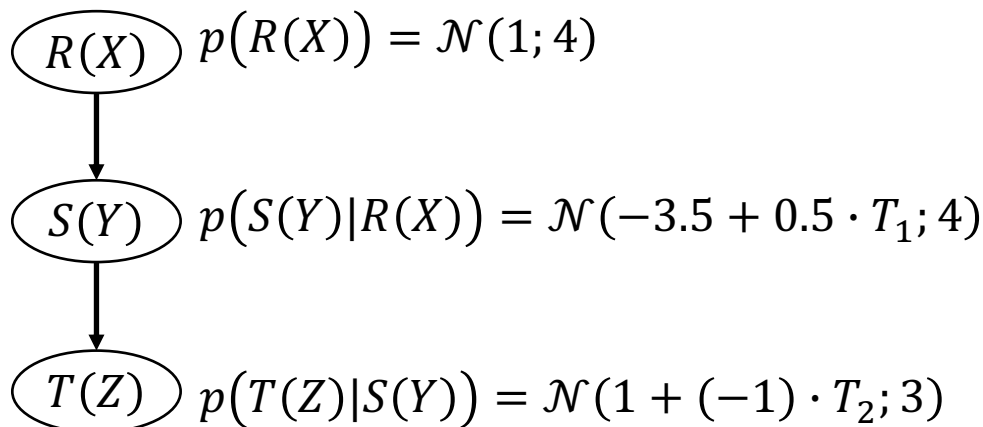 R(X) p(R(X)) = 𝒩(1; 4)
S(Y) p(S(Y)|R(X)) = 𝒩(−3.5 + 0.5 · T₁; 4)
T(Z) p(T(Z)|S(Y)) = 𝒩(1 + (−1) · T₂; 3)